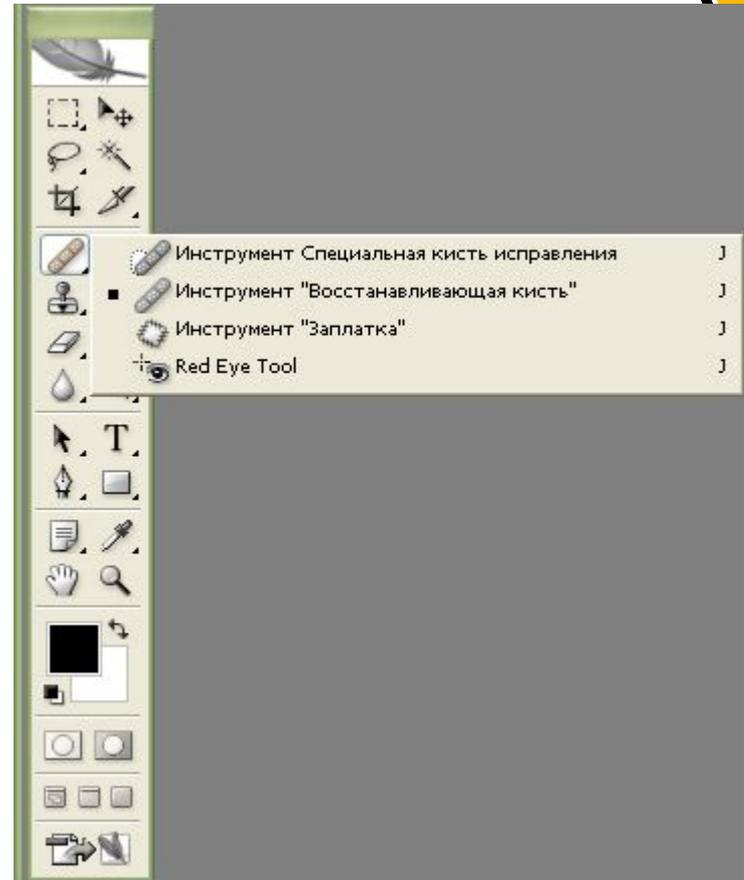 Инструмент Специальная кисть исправления J
Инструмент "Восстанавливающая кисть" J
Инструмент "Заплатка" J
Red Eye Tool J
T